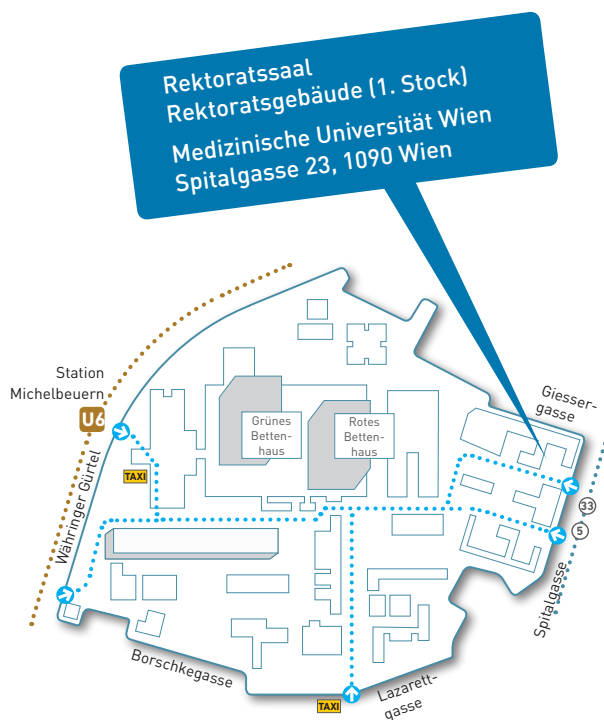 Rektoratssaal
Rektoratsgebäude (1. Stock)
Medizinische Universität Wien
Spitalgasse 23, 1090 Wien
Station
Michelbeuern
U6
Währinger Gürtel
TAXI
Grünes
Betten-
haus
Rotes
Betten-
haus
Giesser-
gasse
33
5
Spitalgasse
Borschkegasse
TAXI
Lazarett-
gasse